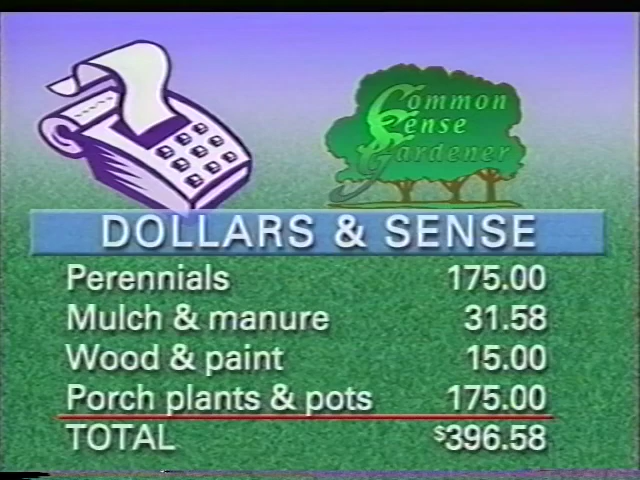 Common
Sense
Gardener
DOLLARS & SENSE
Perennials 175.00
Mulch & manure 31.58
Wood & paint 15.00
Porch plants & pots 175.00
TOTAL $396.58